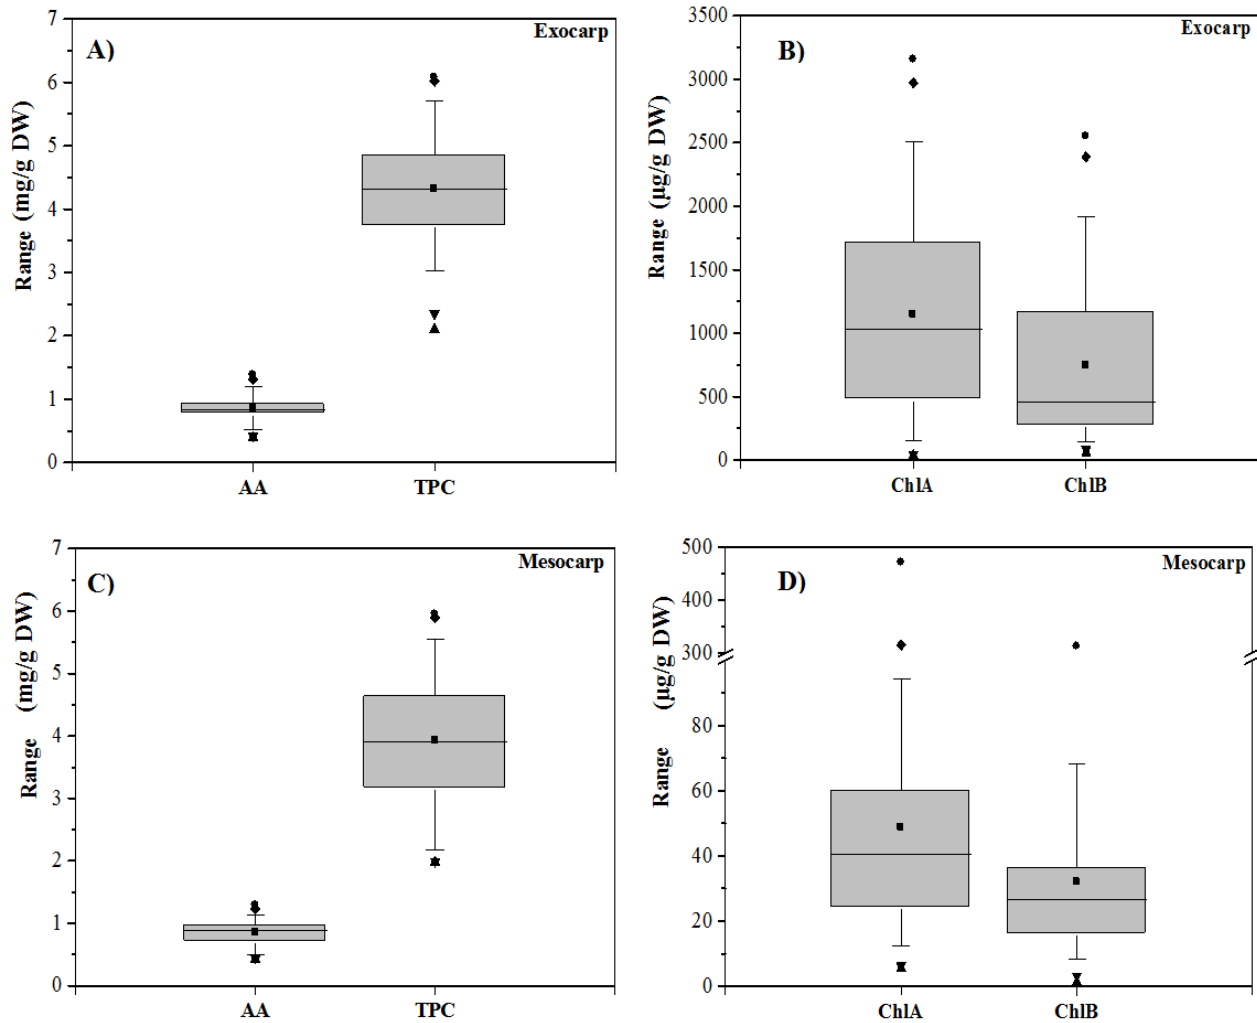 A)
Exocarp
Range (mg/g DW)
7
6
5
4
3
2
1
0
AA TPC
B)
Exocarp
Range (µg/g DW)
3500
3000
2500
2000
1500
1000
500
0
ChlA ChlB
C)
Mesocarp
Range (mg/g DW)
7
6
5
4
3
2
1
0
AA TPC
D)
Mesocarp
Range (µg/g DW)
500
400
300
80
60
40
20
0
ChlA ChlB